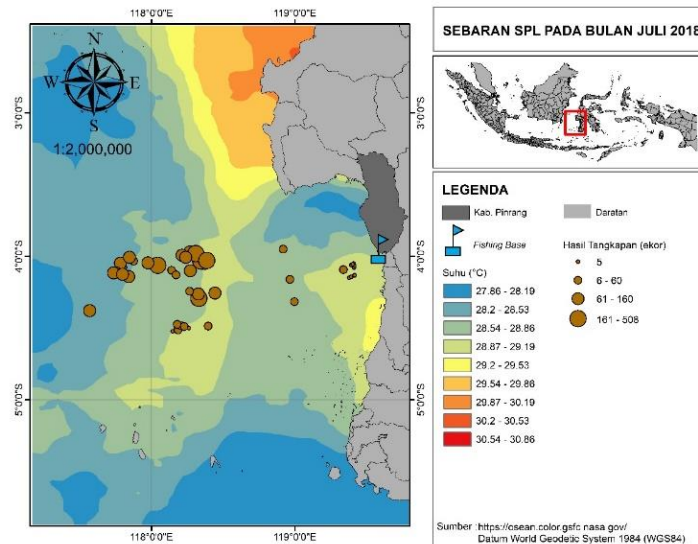 118°0'0"E
119°0'0"E
N
W
E
S
1:2,000,000
3°0'0"S
4°0'0"S
5°0'0"S
3°0'0"S
4°0'0"S
5°0'0"S
118°0'0"E
119°0'0"E
SEBARAN SPL PADA BULAN JULI 2018
LEGENDA
Kab. Pinrang
Daratan
Fishing Base
Hasil Tangkapan (ekor)
5
6 - 60
61 - 160
161 - 508
Suhu (°C)
27.86 - 28.19
28.2 - 28.53
28.54 - 28.86
28.87 - 29.19
29.2 - 29.53
29.54 - 29.86
29.87 - 30.19
30.2 - 30.53
30.54 - 30.86
Sumber : https://osean.color.gsfc nasa gov/
Datum World Geodetic System 1984 (WGS84)